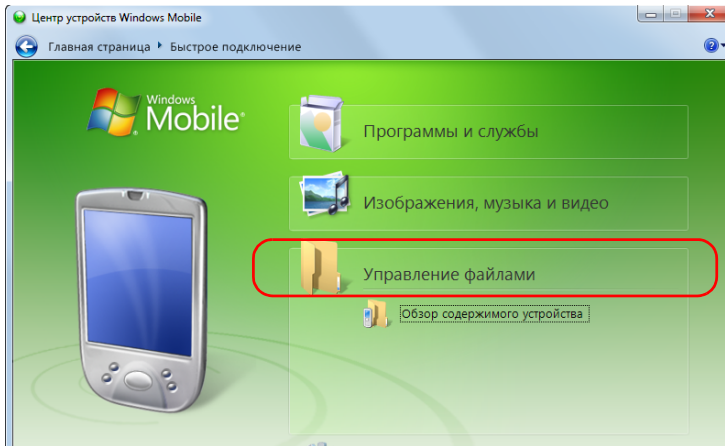 Центр устройств Windows Mobile
Главная страница Быстрое подключение
Windows
Mobile
Программы и службы
Изображения, музыка и видео
Управление файлами
Обзор содержимого устройства